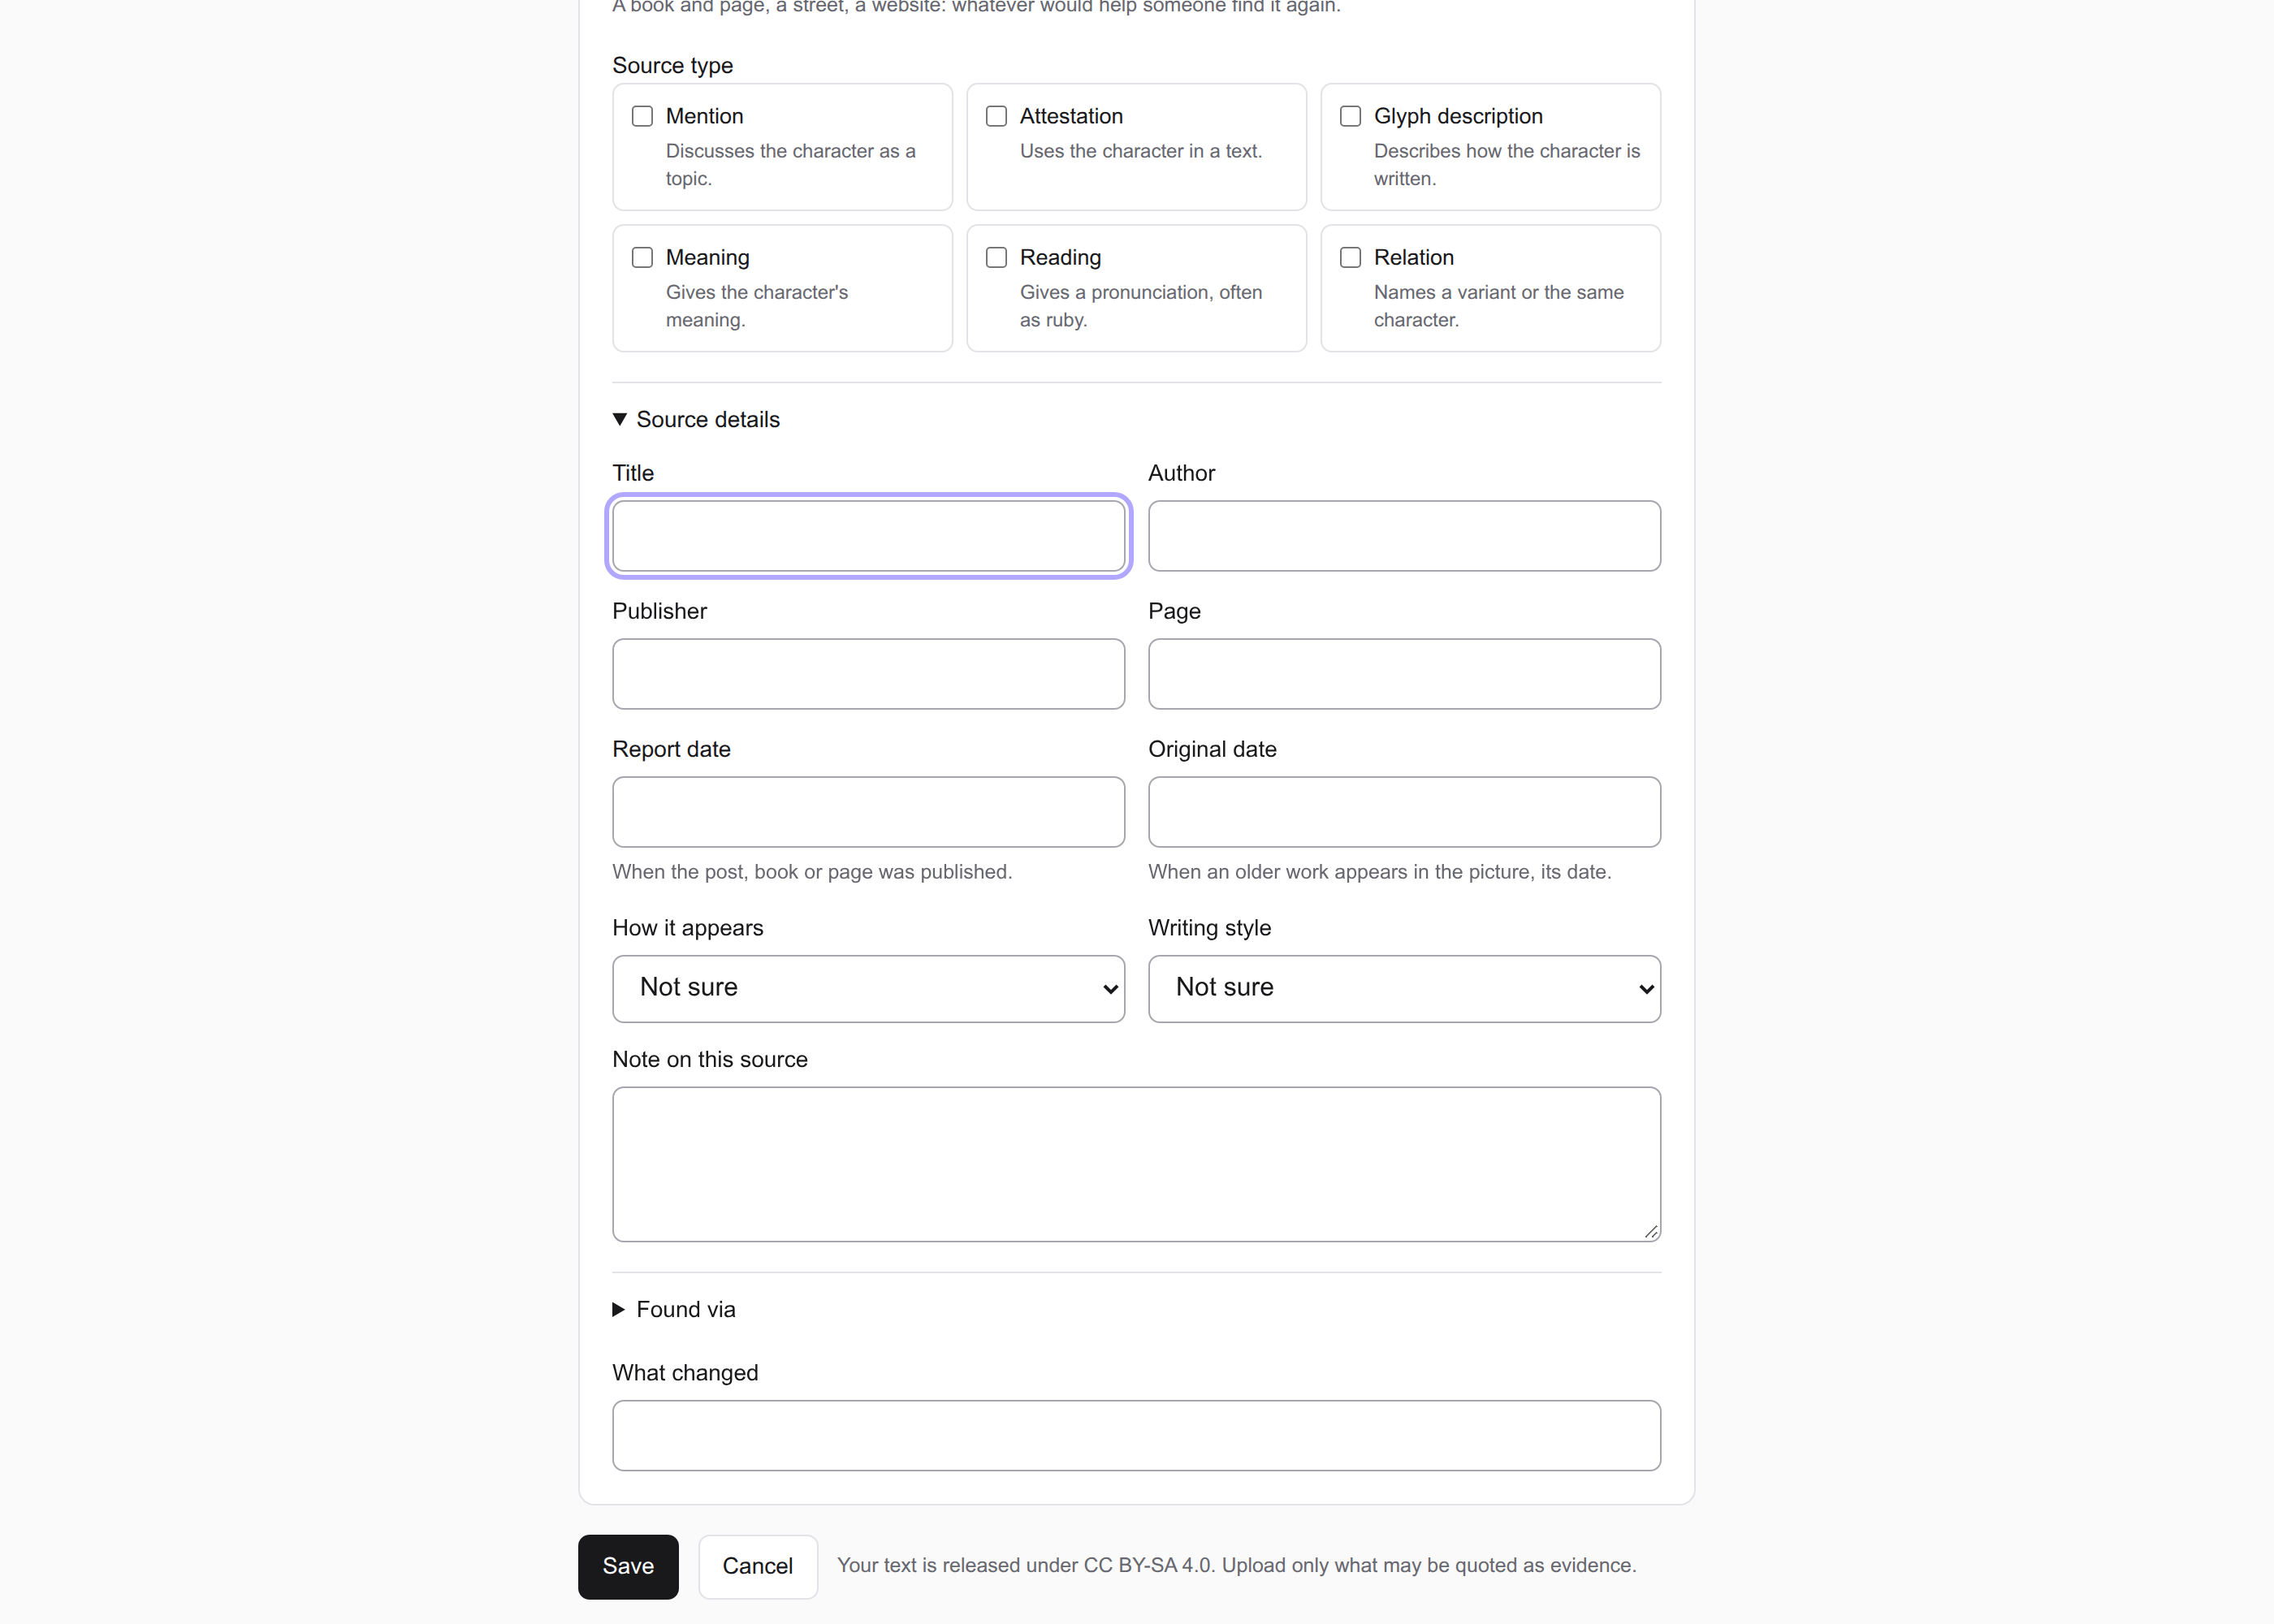 A book and page, a street, a website: whatever would help someone find it again.
Source type
Mention
Discusses the character as a
topic.
Attestation
Uses the character in a text.
Glyph description
Describes how the character is
written.
Meaning
Gives the character's
meaning.
Reading
Gives a pronunciation, often
as ruby.
Relation
Names a variant or the same
character.
Source details
Title
Author
Publisher
Page
Report date
Original date
When the post, book or page was published.
When an older work appears in the picture, its date.
How it appears
Writing style
Not sure
Not sure
Note on this source
Found via
What changed
Save
Cancel
Your text is released under CC BY-SA 4.0. Upload only what may be quoted as evidence.